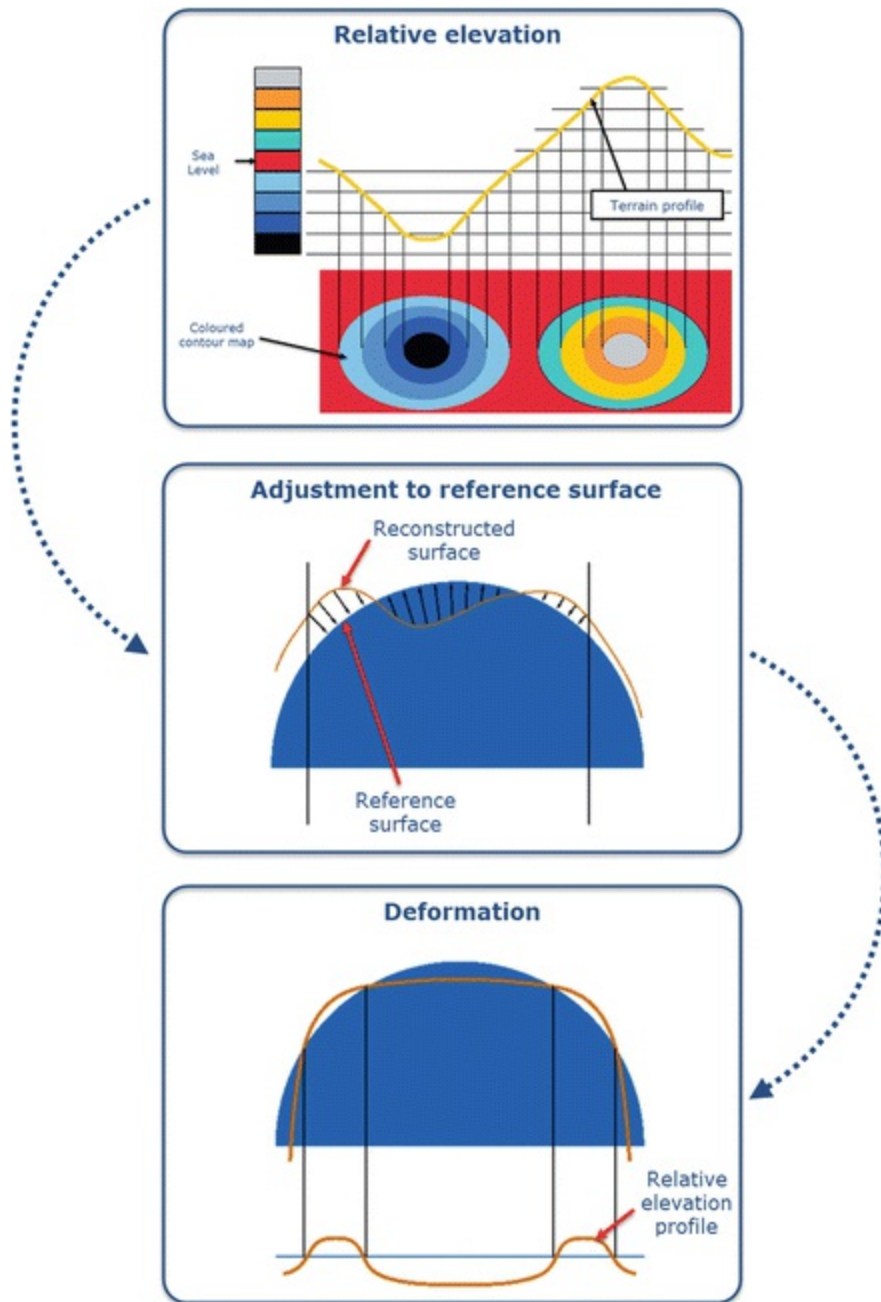 Relative elevation
Sea
Level
Terrain profile
Coloured
contour map
Adjustment to reference surface
Reconstructed
surface
Reference
surface
Deformation
Relative
elevation
profile